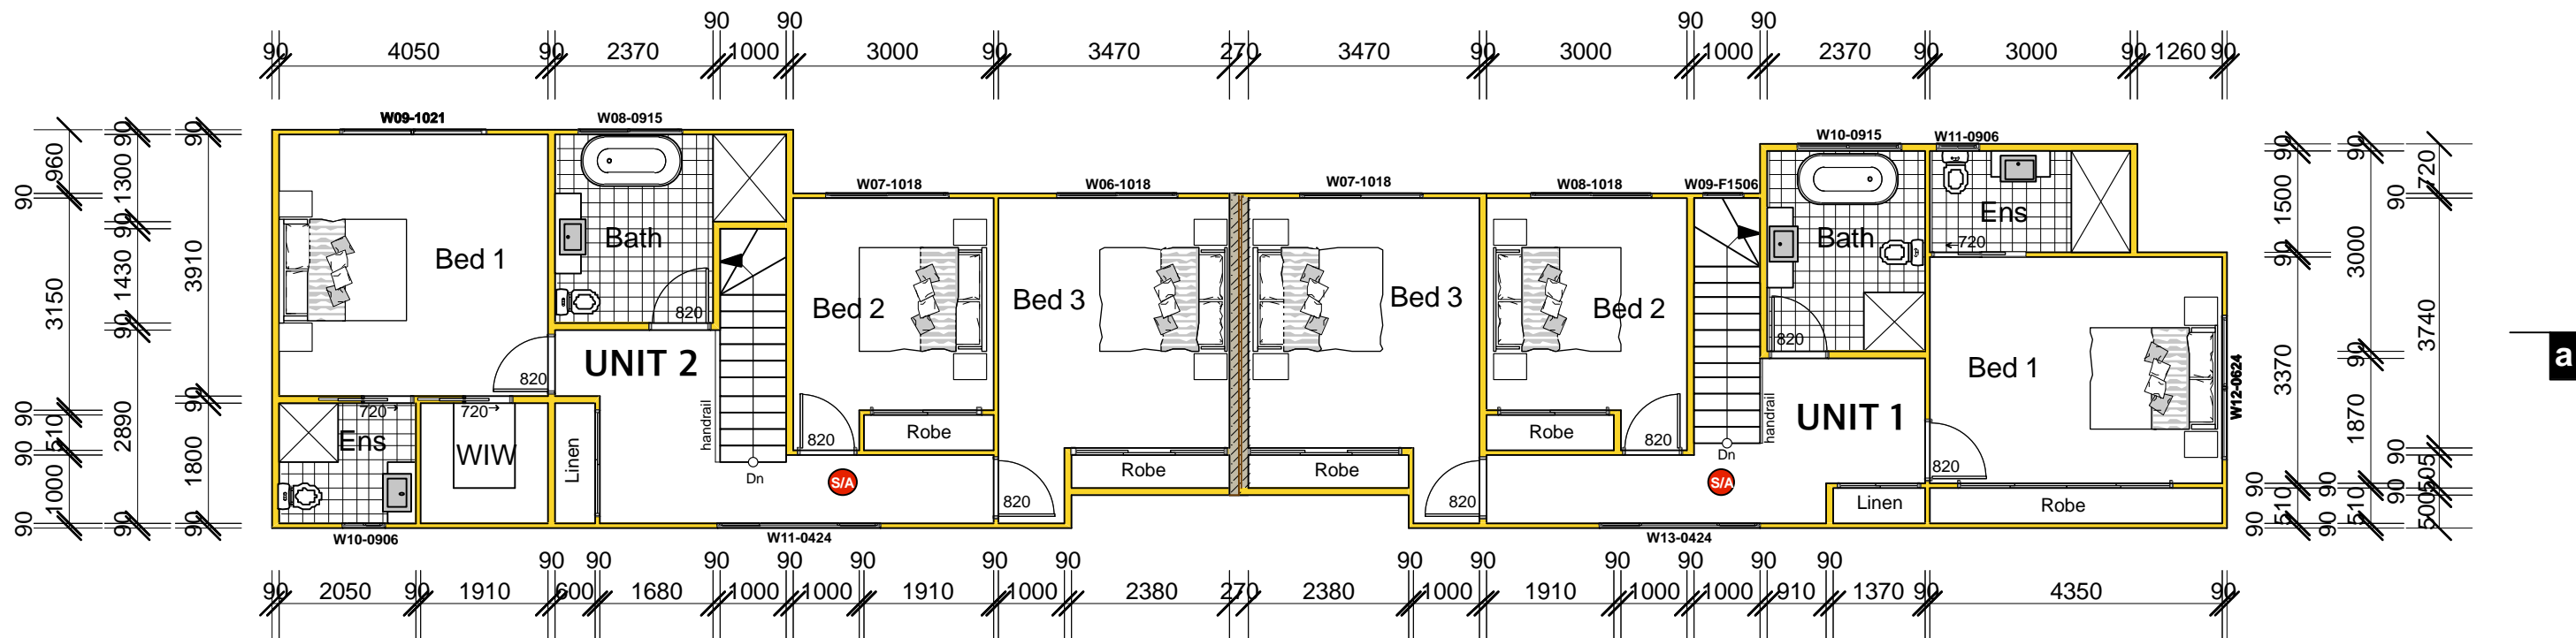 90 90 90 90
90 4050 90 2370 1000 3000 90 3470 270 3470 90 3000 1000 2370 90 3000 90 1260 90
W09-1021 W08-0915 W10-0915 W11-0906
W07-1018 W06-1018 W07-1018 W08-1018 W09-F1506
960 90 3150 90 510 90 1000 90
90 1300 90 1430 90 2890 90
90 3910 90 1800 90
Bed 1
Bath
820
820
UNIT 2
720
Ens
720
WIW
Linen
handrail
Dn
Bed 2
820
Robe
S/A
Bed 3
820
Robe
Bed 3
Robe
820
Bed 2
Robe
820
S/A
handrail
Dn
Bath
820
UNIT 1
Ens
720
Bed 1
820
Linen
Robe
W12-0624
90 1500 90 3370 90 510 90
90 3000 90 1870 90 510 90
720 90 3740 90 505 90 500
a
W10-0906 W11-0424 W13-0424
90 90 90 90 90 90 90 90 90 90 90
90 2050 90 1910 600 1680 1000 1000 1910 1000 2380 270 2380 1000 1910 1000 1000 910 1370 90 4350 90